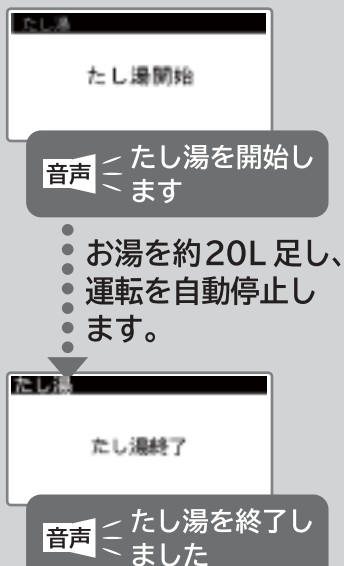 たし湯
たし湯開始
音声
たし湯を開始し
ます
お湯を約20L 足し、
運転を自動停止し
ます。
たし湯
たし湯終了
音声
たし湯を終了し
ました